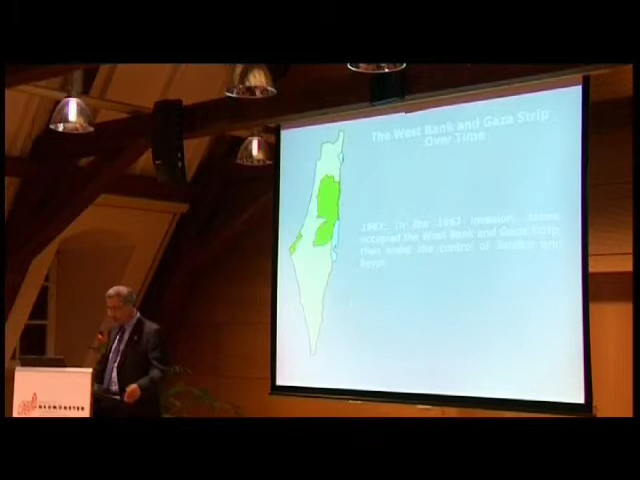 The West Bank and Gaza Strip
Over Time
1967: In the 1967 invasion, Israel
occupied the West Bank and Gaza Strip
then under the control of Jordan and
Egypt
NEUMÜNSTER